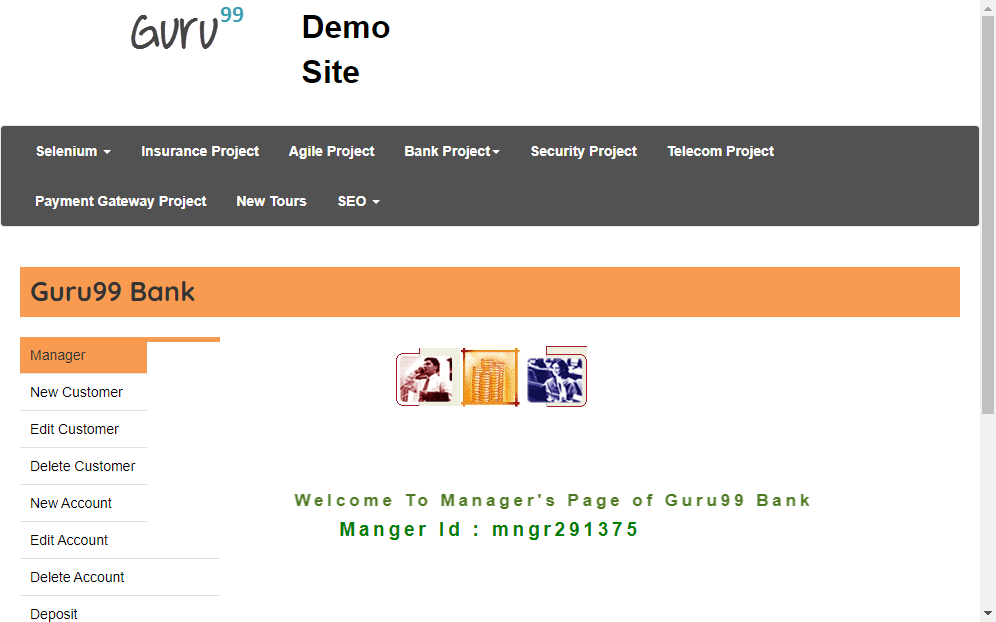 Guru99
Demo
Site
Selenium Insurance Project Agile Project Bank Project Security Project Telecom Project
Payment Gateway Project New Tours SEO
Guru99 Bank
Manager
New Customer
Edit Customer
Delete Customer
New Account
Edit Account
Delete Account
Deposit
Welcome To Manager's Page of Guru99 Bank
Manger Id : mngr291375